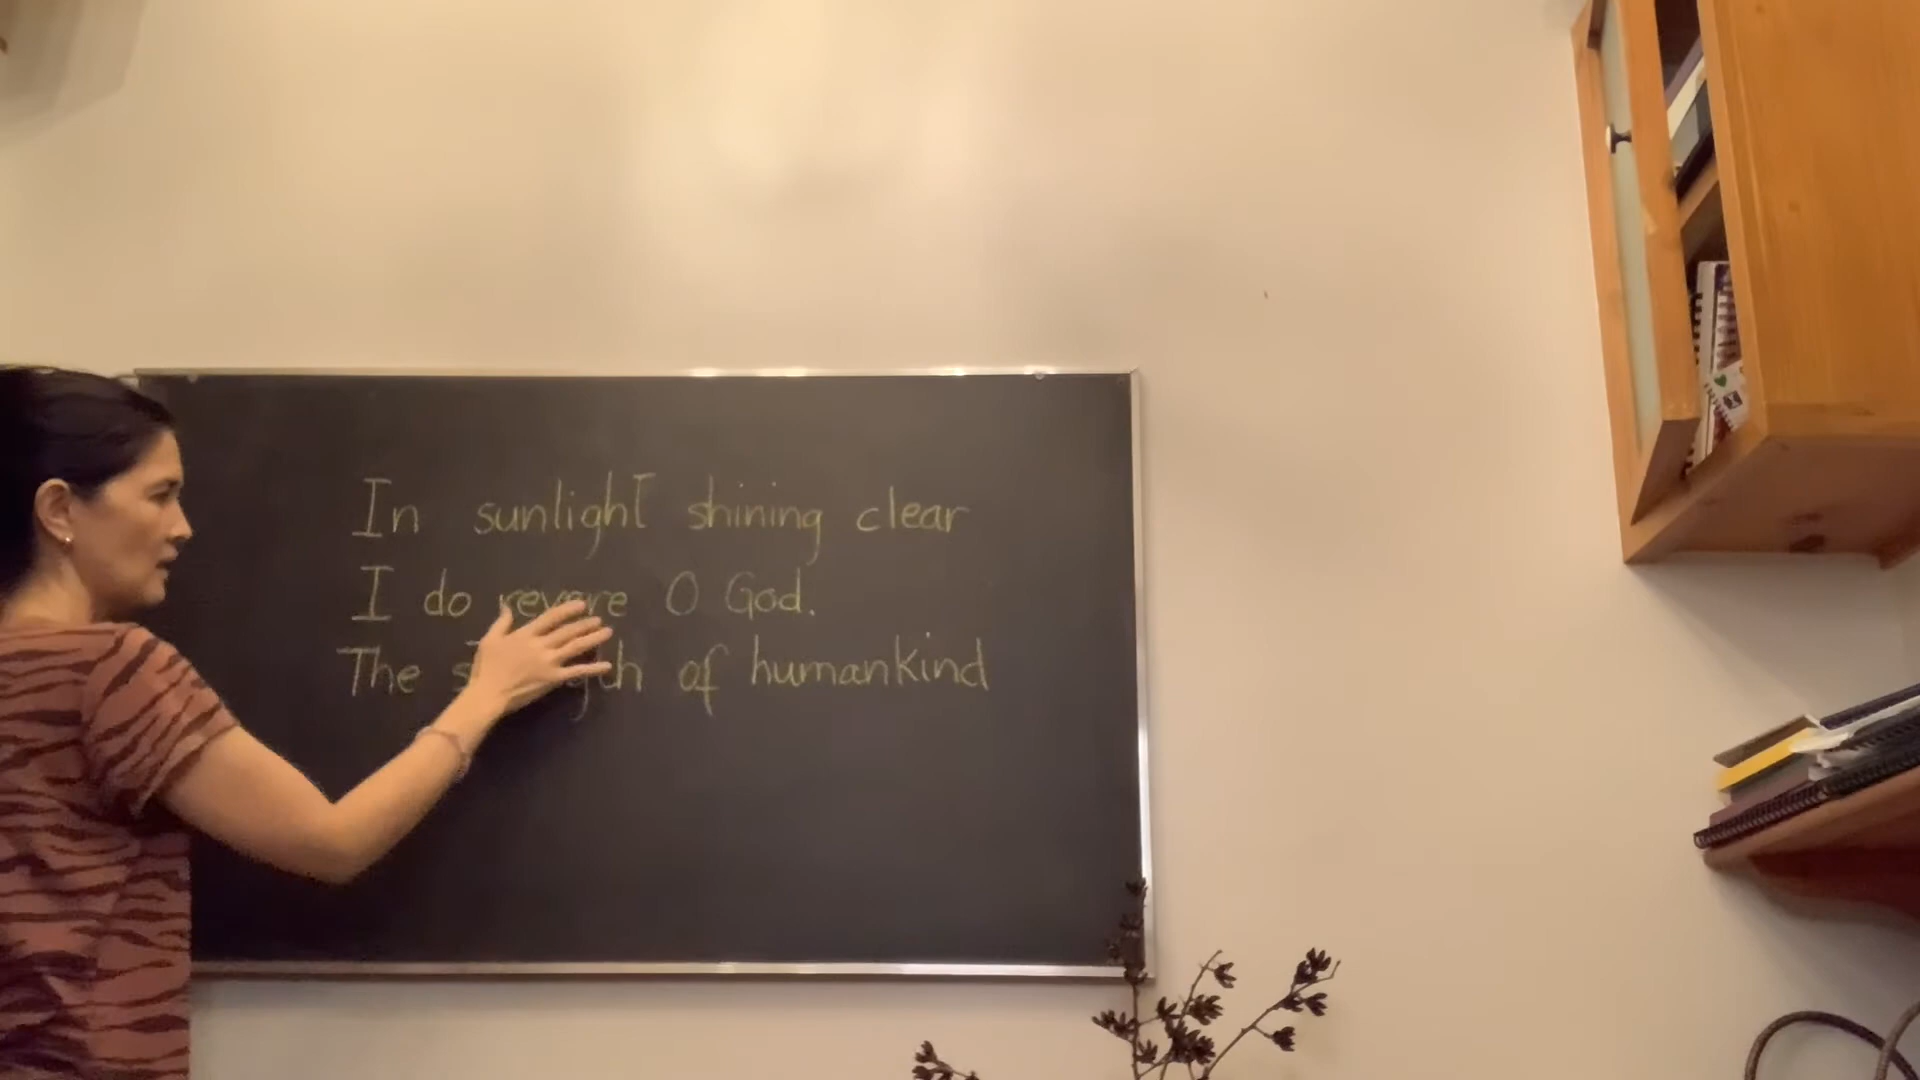 In sunlight shining clear
I do revere O God.
The strength of humankind